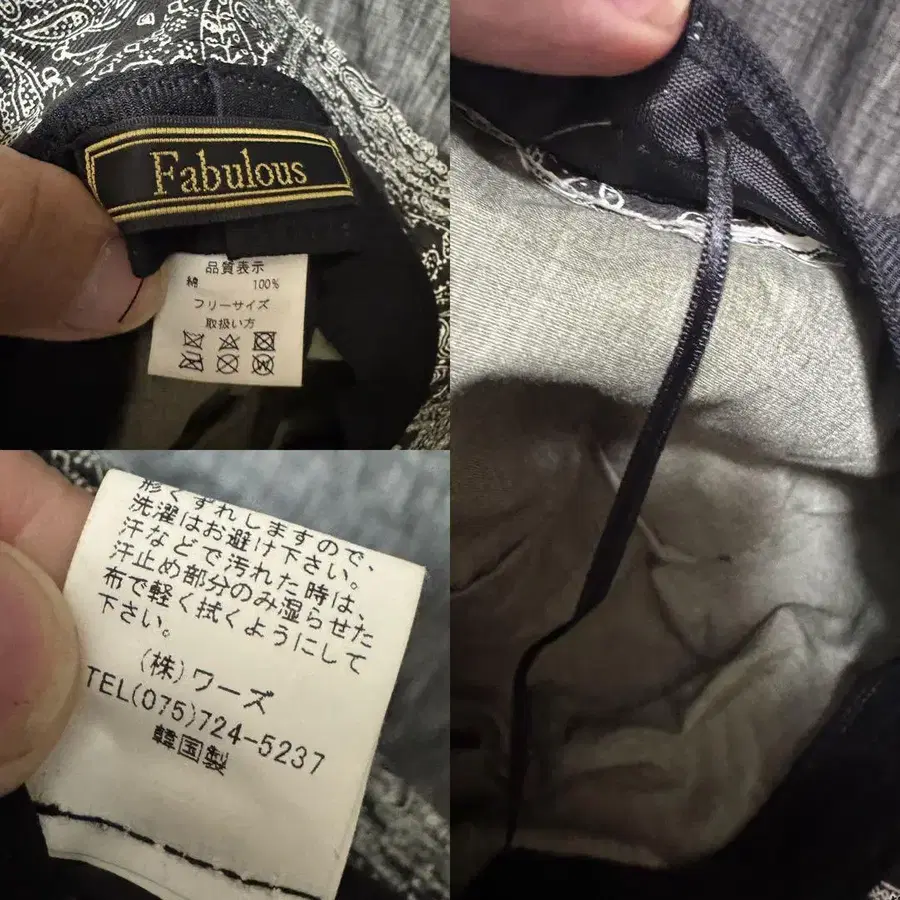 Fabulous
品質表示
綿 100%
フリーサイズ
取扱い方
形くずれしますので、
洗濯はお避け下さい。
汗などで汚れた時は、
汗止め部分のみ湿らせた
布で軽く拭くようにして
下さい。
(株)ワーズ
TEL(075)724-5237
韓国製